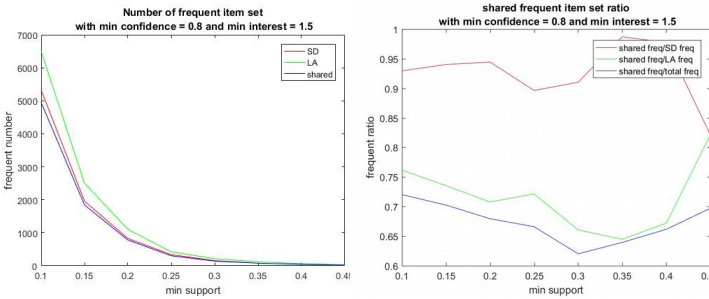 Number of frequent item set
with min confidence = 0.8 and min interest = 1.5
7000
6000
5000
4000
3000
2000
1000
0
frequent number
SD
LA
shared
0.1 0.15 0.2 0.25 0.3 0.35 0.4 0.45
min support
shared frequent item set ratio
with min confidence = 0.8 and min interest = 1.5
1
0.95
0.9
0.85
0.8
0.75
0.7
0.65
0.6
frequent ratio
shared freq/SD freq
shared freq/LA freq
shared freq/total freq
0.1 0.15 0.2 0.25 0.3 0.35 0.4
min support